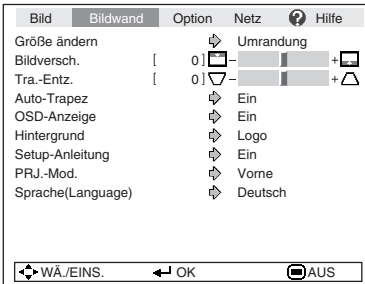 Bild Bildwand Option Netz ? Hilfe
Größe ändern Umrandung
Bildversch. [ 0 ] − +
Tra.-Entz. [ 0 ] − +
Auto-Trapez Ein
OSD-Anzeige Ein
Hintergrund Logo
Setup-Anleitung Ein
PRJ.-Mod. Vorne
Sprache(Language) Deutsch
WÄ./EINS. OK AUS